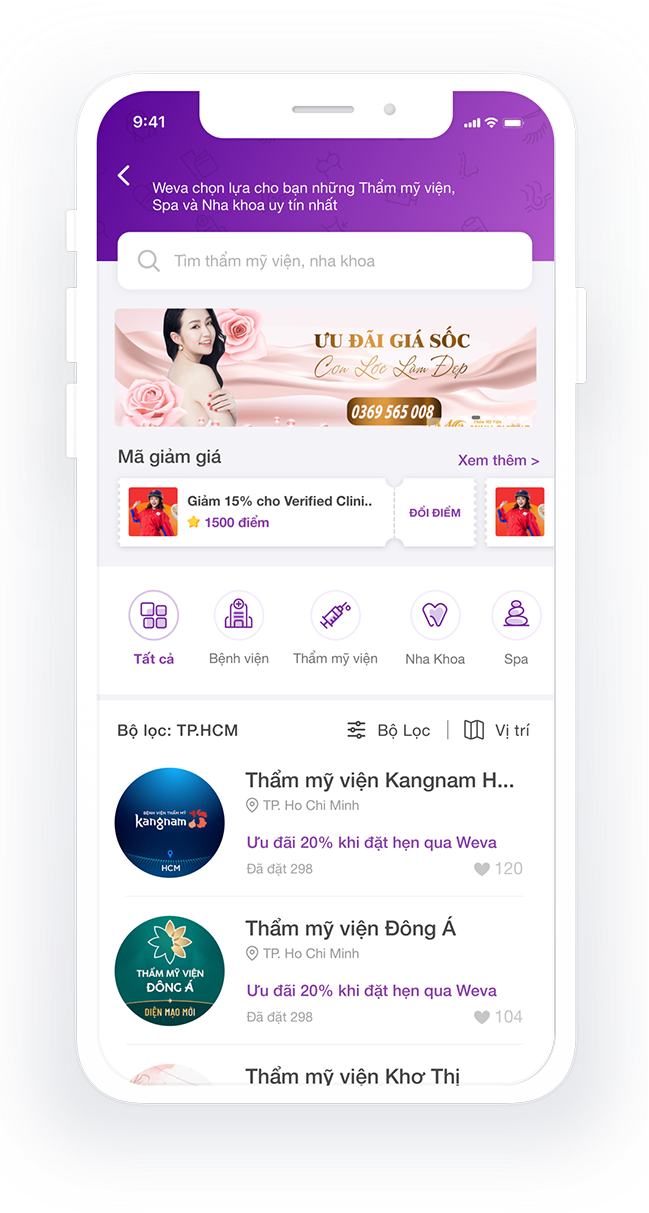 9:41
Weva chọn lựa cho bạn những Thẩm mỹ viện,
Spa và Nha khoa uy tín nhất
Tìm thẩm mỹ viện, nha khoa
ƯU ĐÃI GIÁ SỐC
Cơn Lốc Làm Đẹp
0369 565 008
Mã giảm giá
Xem thêm >
Giảm 15% cho Verified Clini..
1500 điểm
ĐỔI ĐIỂM
Tất cả
Bệnh viện
Thẩm mỹ viện
Nha Khoa
Spa
Bộ lọc: TP.HCM
Bộ Lọc
Vị trí
BỆNH VIỆN THẨM MỸ
kangnam
HCM
Thẩm mỹ viện Kangnam H...
TP. Ho Chi Minh
Ưu đãi 20% khi đặt hẹn qua Weva
Đã đặt 298
120
THẨM MỸ VIỆN
ĐÔNG Á
DIỆN MẠO MỚI
Thẩm mỹ viện Đông Á
TP. Ho Chi Minh
Ưu đãi 20% khi đặt hẹn qua Weva
Đã đặt 298
104
Thẩm mỹ viện Khơ Thị